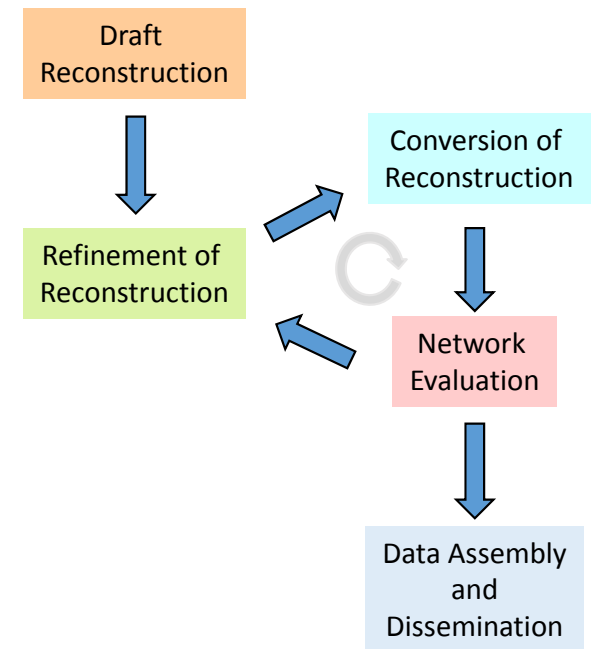 Draft
Reconstruction
Conversion of
Reconstruction
Refinement of
Reconstruction
Network
Evaluation
Data Assembly
and
Dissemination